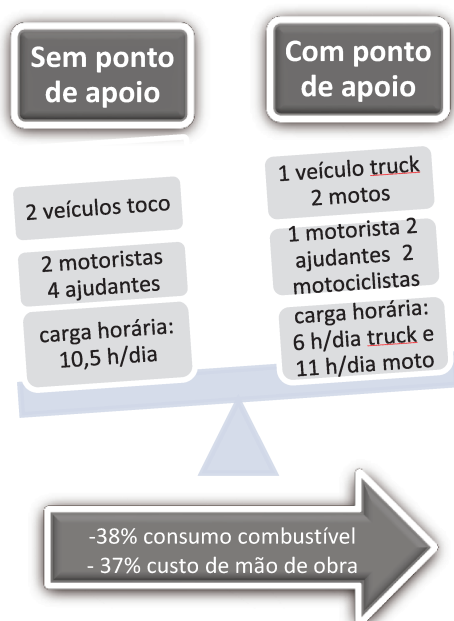 Sem ponto
de apoio
2 veículos toco
2 motoristas
4 ajudantes
carga horária:
10,5 h/dia
Com ponto
de apoio
1 veículo truck
2 motos
1 motorista 2
ajudantes 2
motociclistas
carga horária:
6 h/dia truck e
11 h/dia moto
-38% consumo combustível
- 37% custo de mão de obra